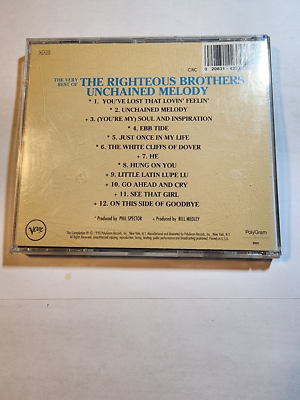 CRC
THE VERY
BEST OF
THE RIGHTEOUS BROTHERS
UNCHAINED MELODY
* 1. YOU'VE LOST THAT LOVIN' FEELIN'
* 2. UNCHAINED MELODY
+ 3. (YOU'RE MY) SOUL AND INSPIRATION
* 4. EBB TIDE
* 5. JUST ONCE IN MY LIFE
* 6. THE WHITE CLIFFS OF DOVER
+ 7. HE
* 8. HUNG ON YOU
+ 9. LITTLE LATIN LUPE LU
+ 10. GO AHEAD AND CRY
+ 11. SEE THAT GIRL
+ 12. ON THIS SIDE OF GOODBYE
* Produced by PHIL SPECTOR + Produced by BILL MEDLEY
Verve
PolyGram